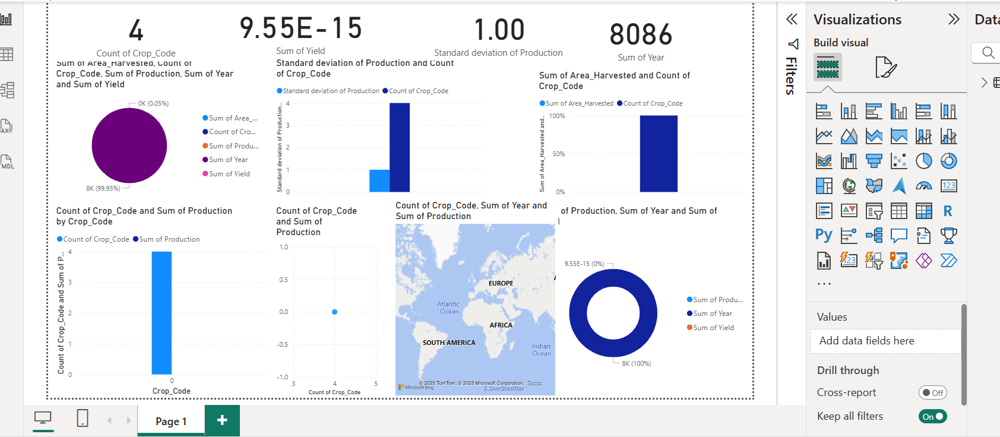 4
Count of Crop_Code
9.55E-15
Sum of Yield
1.00
Standard deviation of Production
8086
Sum of Year
Sum of Area_Harvested, Count of
Crop_Code, Sum of Production, Sum of Year
and Sum of Yield
0K (0.05%)
8K (99.95%)
Sum of Area_...
Count of Cro...
Sum of Produ...
Sum of Year
Sum of Yield
Standard deviation of Production and Count
of Crop_Code
Standard deviation of Production Count of Crop_Code
Standard deviation of Production...
4
3
2
1
0
Sum of Area_Harvested and Count of
Crop_Code
Sum of Area_Harvested Count of Crop_Code
Sum of Area_Harvested and...
100%
50%
0%
Count of Crop_Code and Sum of Production
by Crop_Code
Count of Crop_Code Sum of Production
Count of Crop_Code and Sum of P...
4
3
2
1
0
0
Crop_Code
Count of Crop_Code
and Sum of
Production
1.0
0.5
0.0
-0.5
-1.0
3 4 5
Count of Crop_Code
Count of Crop_Code, Sum of Year and
Sum of Production
EUROPE
Atlantic
Ocean
AFRICA
SOUTH AMERICA
Indian
Ocean
© 2025 TomTom, © 2025 Microsoft Corporation, Terms
© OpenStreetMap
Microsoft Bing
of Production, Sum of Year and Sum of
9.55E-15 (0%)
8K (100%)
Sum of Produ...
Sum of Year
Sum of Yield
Page 1
Filters
Visualizations
Build visual
123
R
Py
123
...
Values
Add data fields here
Drill through
Cross-report
Off
Keep all filters
On
Data